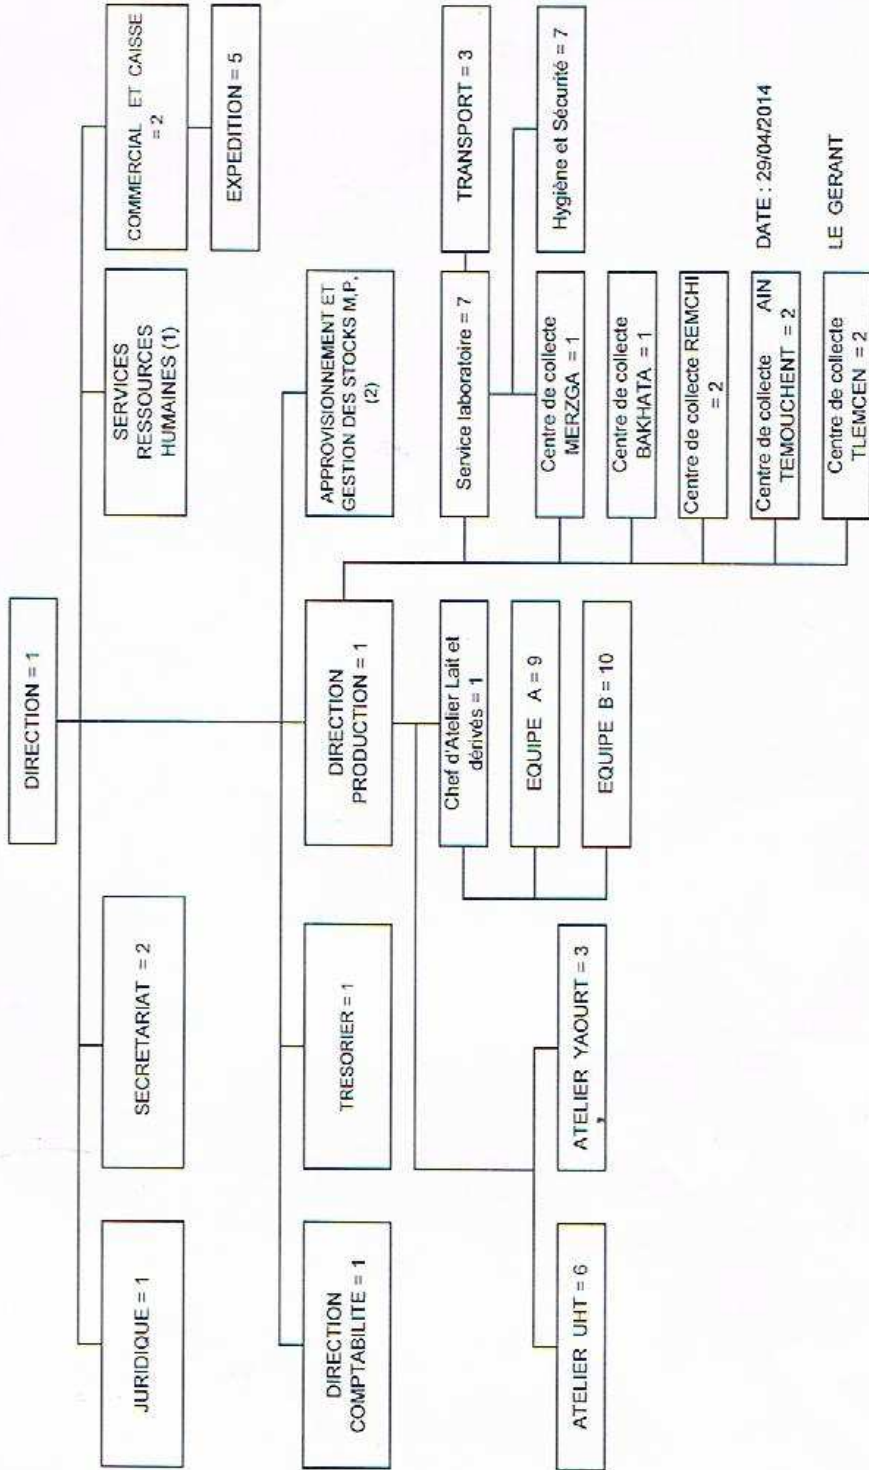 DIRECTION = 1
JURIDIQUE = 1
SECRETARIAT = 2
SERVICES
RESSOURCES
HUMAINES (1)
COMMERCIAL ET CAISSE
= 2
EXPEDITION = 5
DIRECTION
COMPTABILITE = 1
TRESORIER = 1
DIRECTION
PRODUCTION = 1
APPROVISIONNEMENT ET
GESTION DES STOCKS M,P,
(2)
Chef d'Atelier Lait et
dérivés = 1
EQUIPE A = 9
EQUIPE B = 10
Service laboratoire = 7
TRANSPORT = 3
Centre de collecte
MERZGA = 1
Hygiène et Sécurité = 7
Centre de collecte
BAKHATA = 1
Centre de collecte REMCHI
= 2
Centre de collecte AIN
TEMOUCHENT = 2
Centre de collecte
TLEMCEN = 2
ATELIER UHT = 6
ATELIER YAOURT = 3
DATE : 29/04/2014
LE GERANT